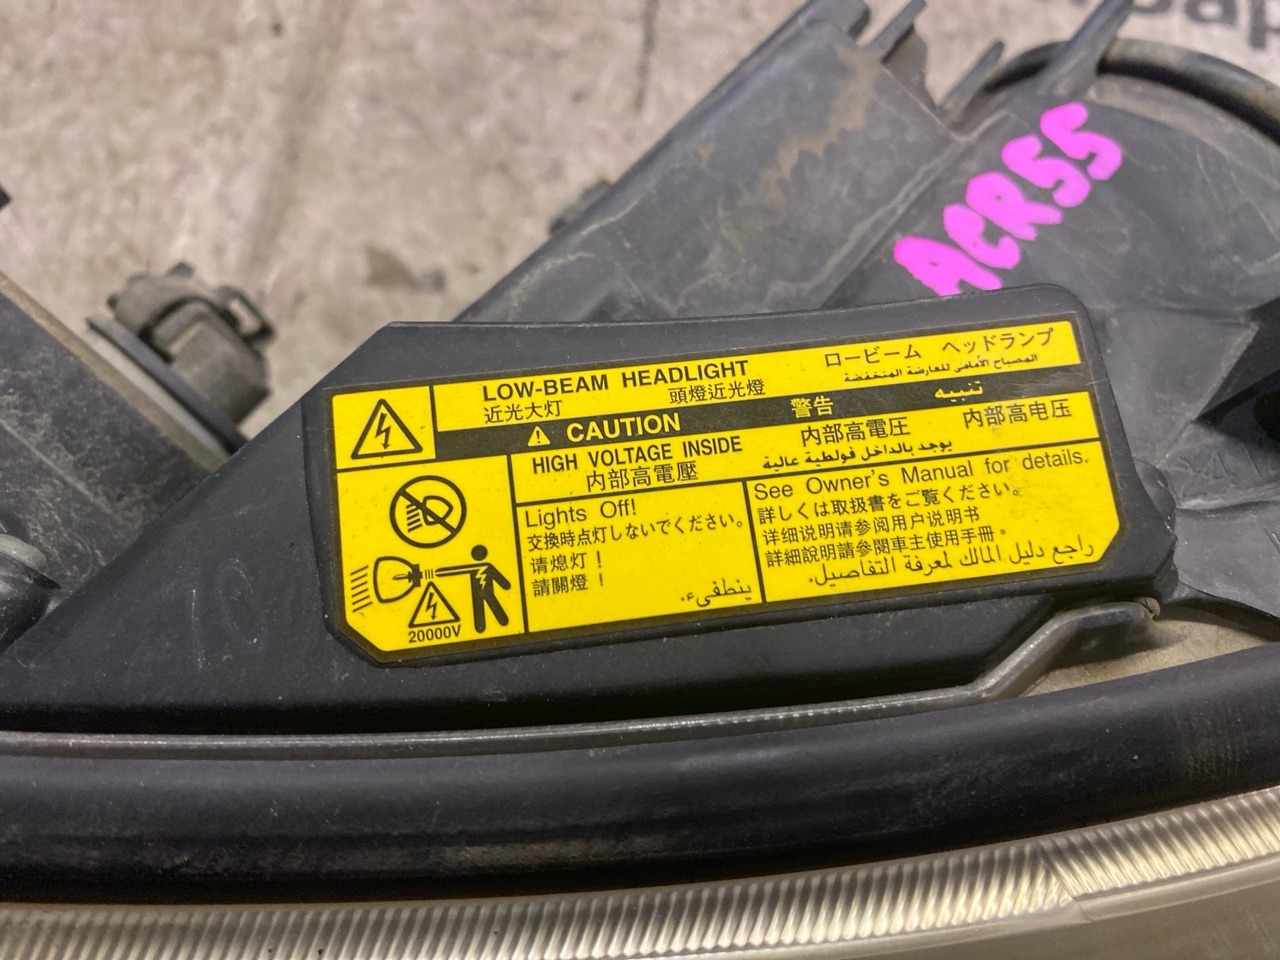 ACR55
LOW-BEAM HEADLIGHT
ロービーム ヘッドランプ
近光大灯
頭燈近光燈
المصباح الأمامي للعارضة المنخفضة
CAUTION 警告 تنبيه
HIGH VOLTAGE INSIDE 内部高電圧 内部高电压
内部高電壓 يوجد بالداخل فولطية عالية
Lights Off!
交換時点灯しないでください。
请熄灯！
請關燈！
ينطفىء.
See Owner's Manual for details.
詳しくは取扱書をご覧ください。
详细说明请参阅用户说明书
詳細說明請參閱車主使用手冊。
راجع دليل المالك لمعرفة التفاصيل.
20000V